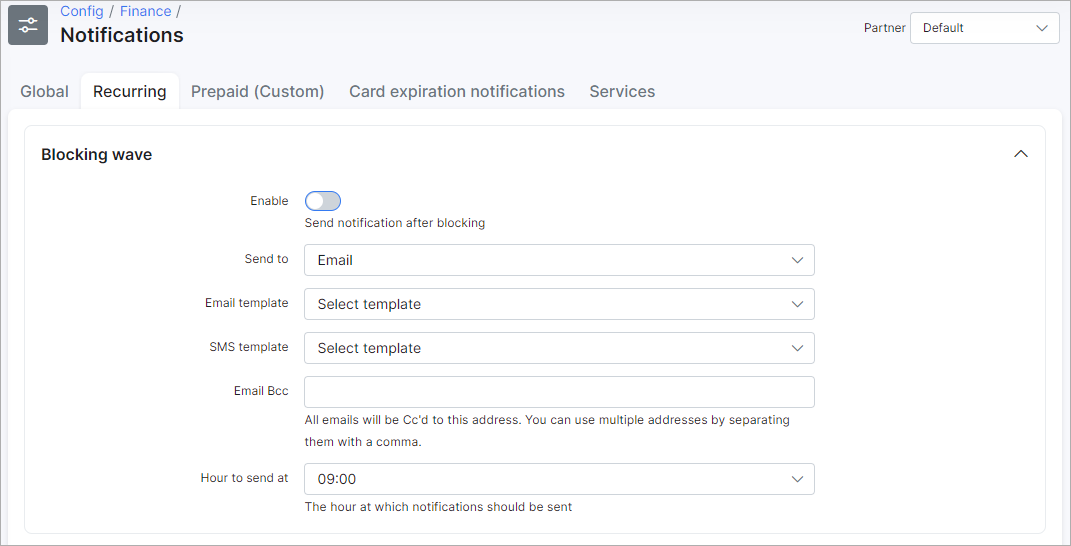 Config / Finance /
Notifications
Partner Default
Global Recurring Prepaid (Custom) Card expiration notifications Services
Blocking wave
Enable
Send notification after blocking
Send to Email
Email template Select template
SMS template Select template
Email Bcc
All emails will be Cc'd to this address. You can use multiple addresses by separating
them with a comma.
Hour to send at 09:00
The hour at which notifications should be sent